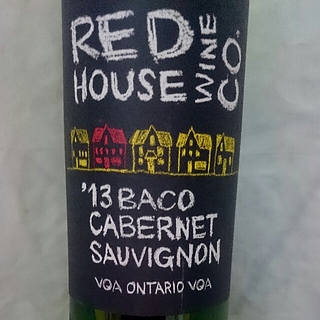 RED
HOUSE
WINE
CO.
'13 BACO
CABERNET
SAUVIGNON
VQA ONTARIO VQA